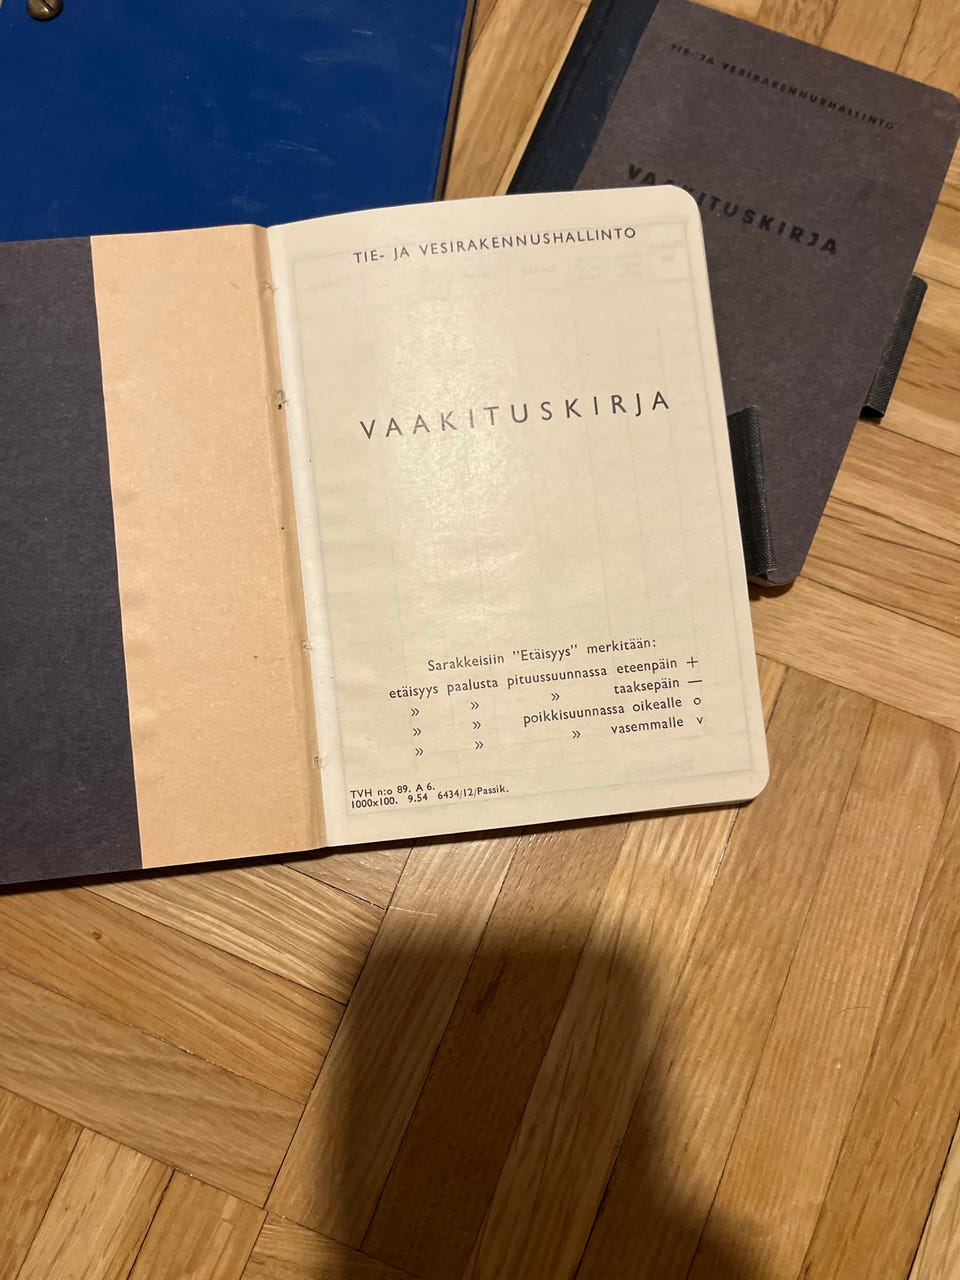 TIE- JA VESIRAKENNUSHALLINTO
VAAKITUSKIRJA
TIE- JA VESIRAKENNUSHALLINTO
VAAKITUSKIRJA
Sarakkeisiin ”Etäisyys” merkitään:
etäisyys paalusta pituussuunnassa eteenpäin +
» » » taaksepäin —
» » poikkisuunnassa oikealle o
» » » vasemmalle v
TVH n:o 89. A 6.
1000x100. 9.54 6434/12/Passik.